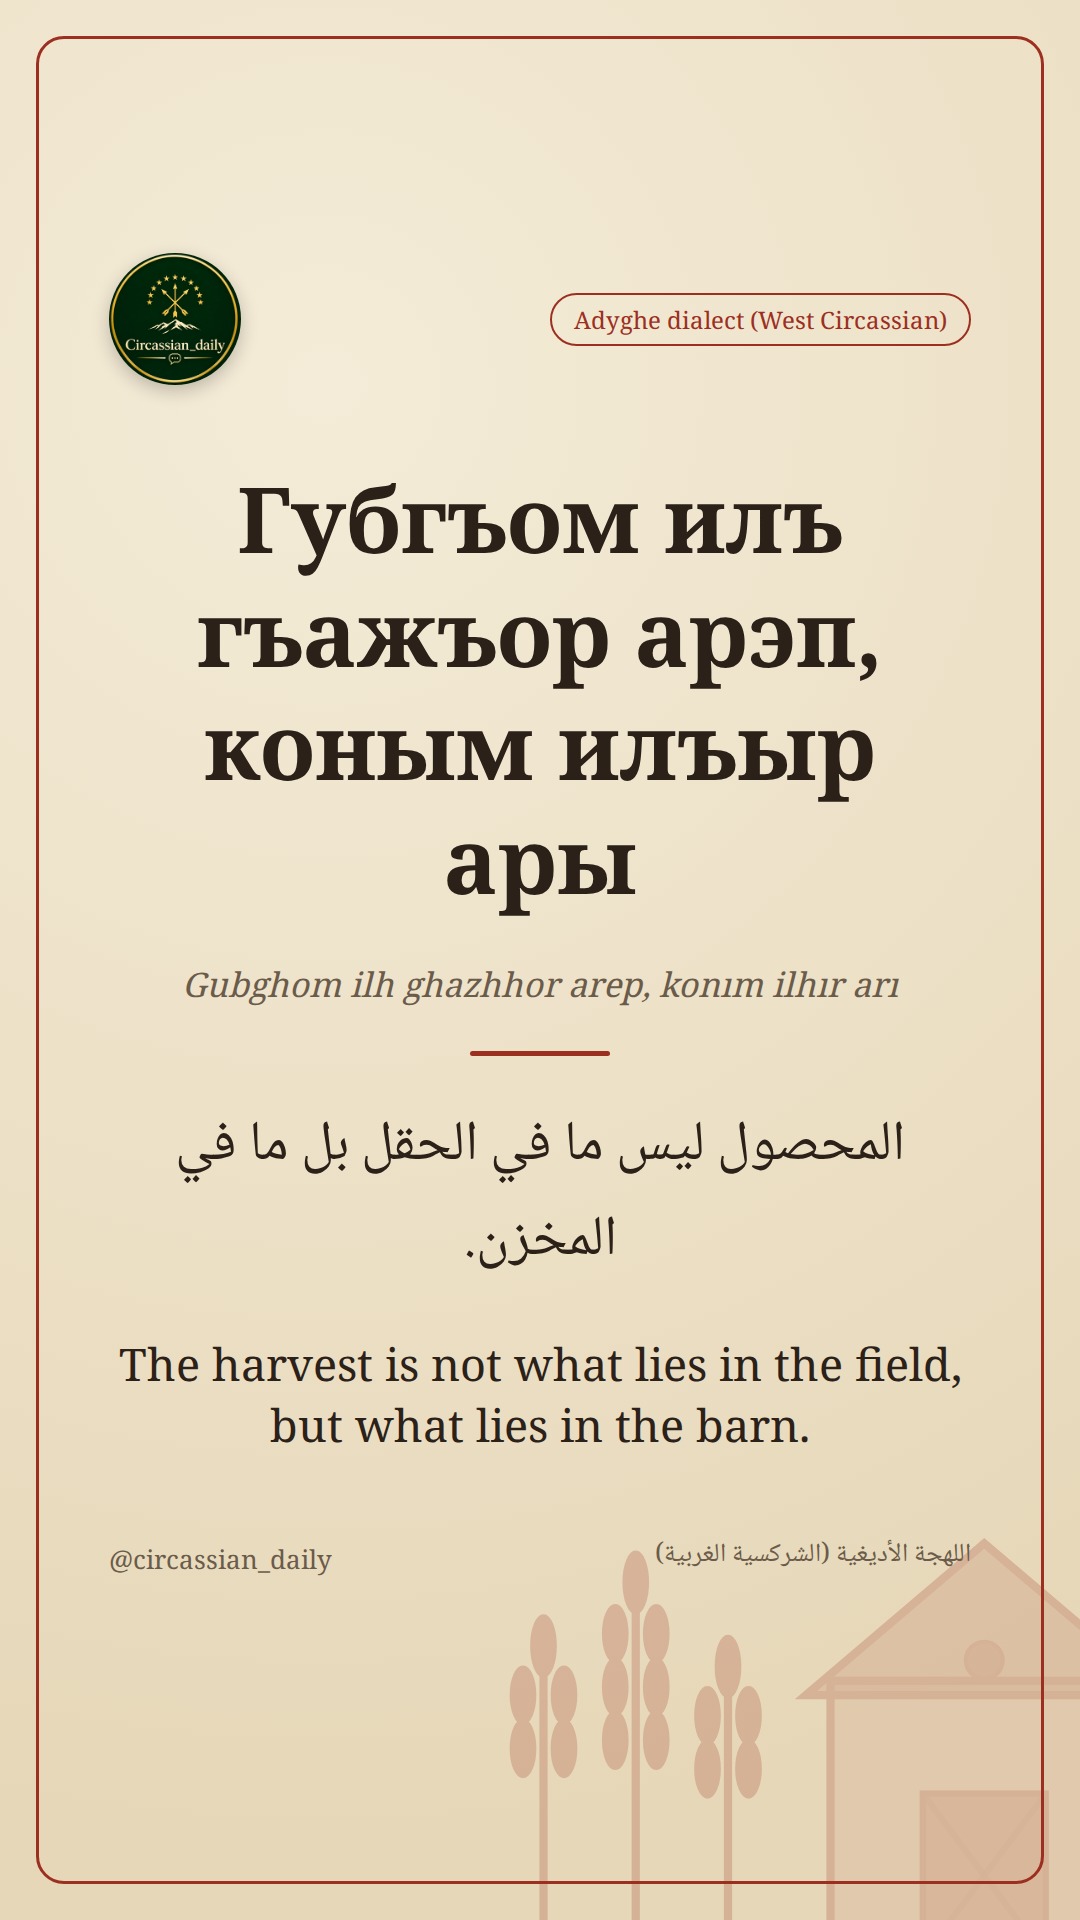 Circassian_daily
Adyghe dialect (West Circassian)
Губгъом илъ
гъажъор арэп,
коным илъыр
ары
Gubghom ilh ghazhhor arep, konım ilhır arı
المحصول ليس ما في الحقل بل ما في
المخزن.
The harvest is not what lies in the field,
but what lies in the barn.
@circassian_daily
اللهجة الأديغية (الشركسية الغربية)